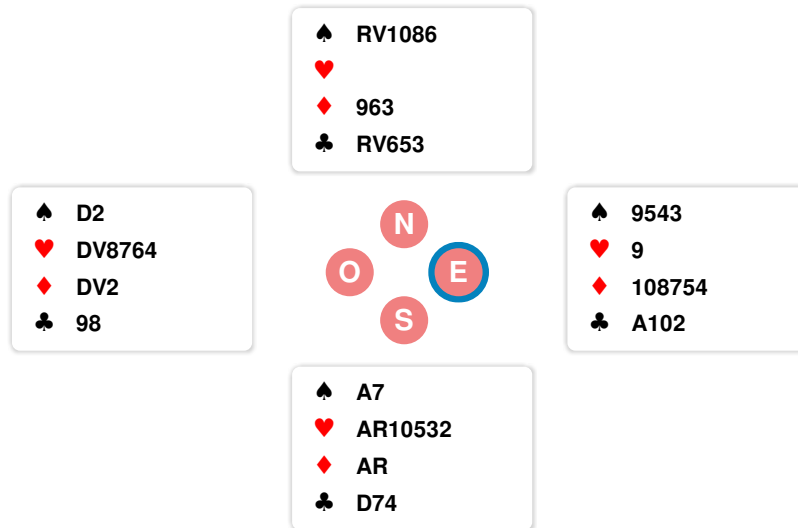 ♠ RV1086
♥
♦ 963
♣ RV653
♠ D2
♥ DV8764
♦ DV2
♣ 98
N
O E
S
♠ 9543
♥ 9
♦ 108754
♣ A102
♠ A7
♥ AR10532
♦ AR
♣ D74